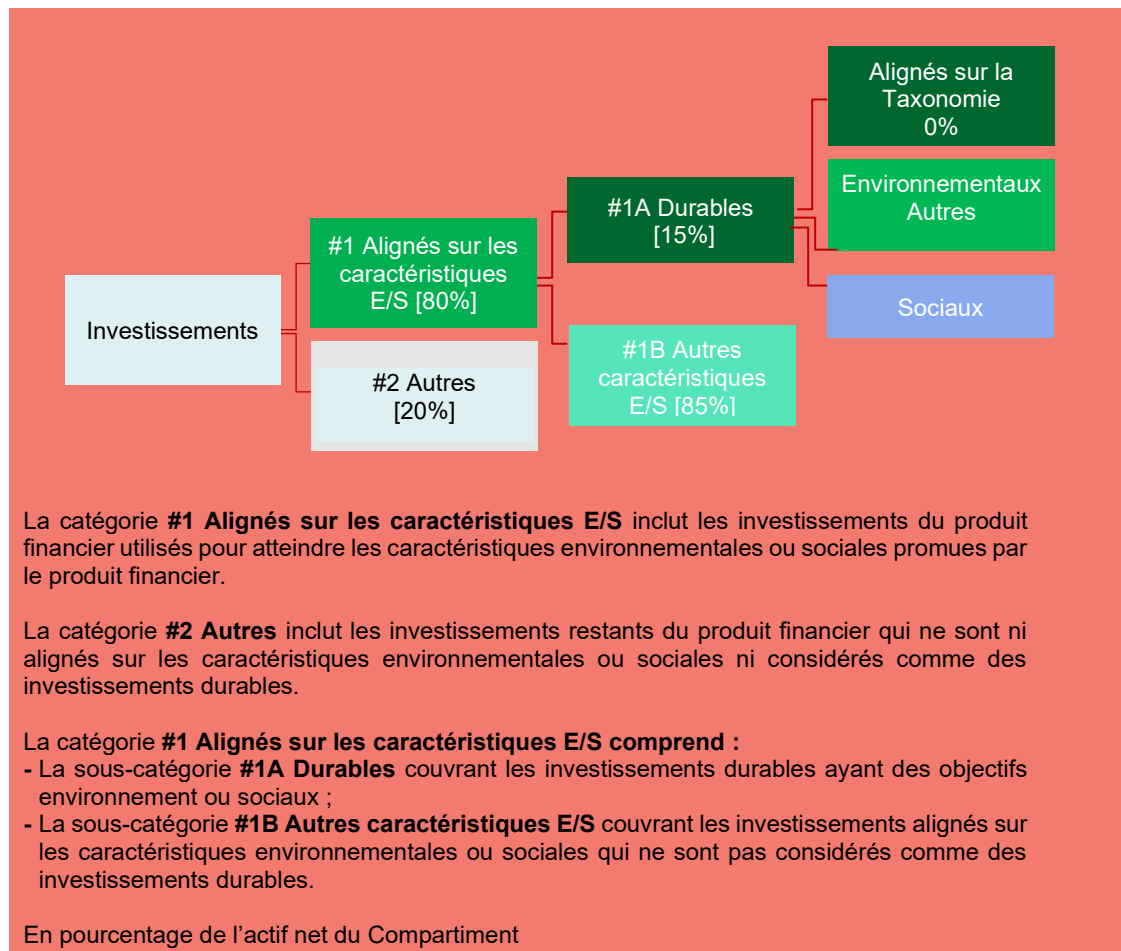 Alignés sur la
Taxonomie
0%
Environnementaux
Autres
#1A Durables
[15%]
#1 Alignés sur les
caractéristiques
E/S [80%]
Sociaux
Investissements
#1B Autres
caractéristiques
E/S [85%]
#2 Autres
[20%]
La catégorie #1 Alignés sur les caractéristiques E/S inclut les investissements du produit
financier utilisés pour atteindre les caractéristiques environnementales ou sociales promues par
le produit financier.
La catégorie #2 Autres inclut les investissements restants du produit financier qui ne sont ni
alignés sur les caractéristiques environnementales ou sociales ni considérés comme des
investissements durables.
La catégorie #1 Alignés sur les caractéristiques E/S comprend :
- La sous-catégorie #1A Durables couvrant les investissements durables ayant des objectifs
environnement ou sociaux ;
- La sous-catégorie #1B Autres caractéristiques E/S couvrant les investissements alignés sur
les caractéristiques environnementales ou sociales qui ne sont pas considérés comme des
investissements durables.
En pourcentage de l’actif net du Compartiment